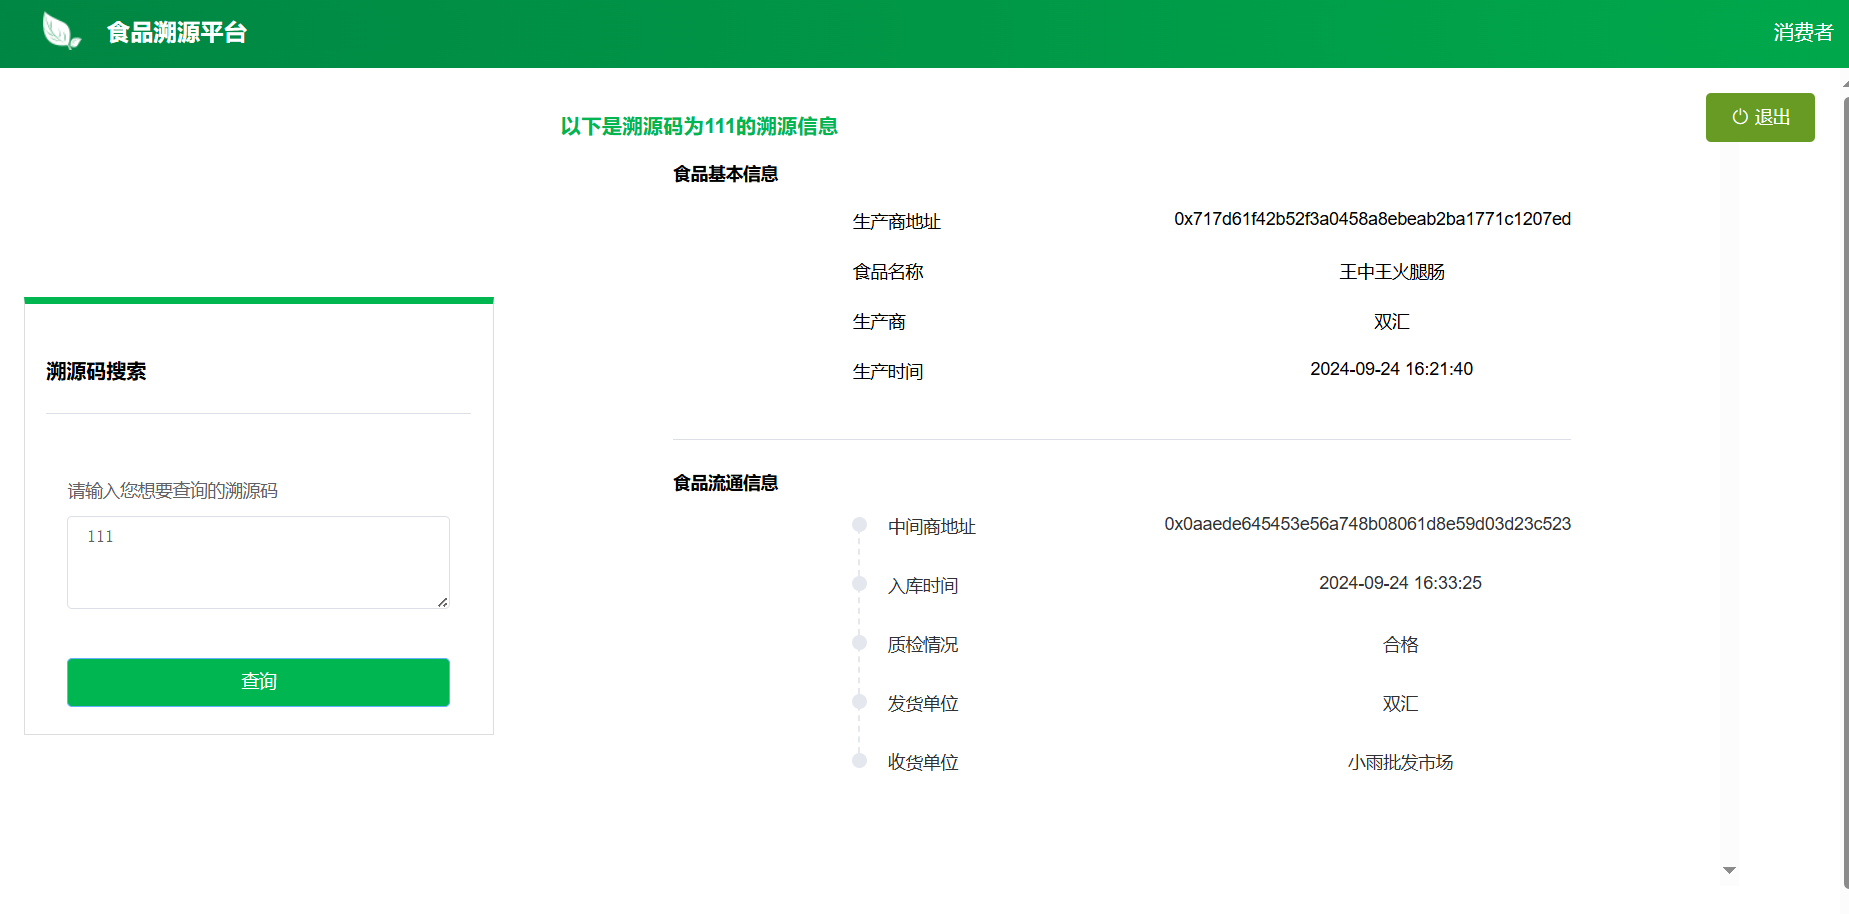 食品溯源平台
消费者
退出
溯源码搜索
请输入您想要查询的溯源码
111
查询
以下是溯源码为111的溯源信息
食品基本信息
生产商地址 0x717d61f42b52f3a0458a8ebeab2ba1771c1207ed
食品名称 王中王火腿肠
生产商 双汇
生产时间 2024-09-24 16:21:40
食品流通信息
中间商地址 0x0aaede645453e56a748b08061d8e59d03d23c523
入库时间 2024-09-24 16:33:25
质检情况 合格
发货单位 双汇
收货单位 小雨批发市场